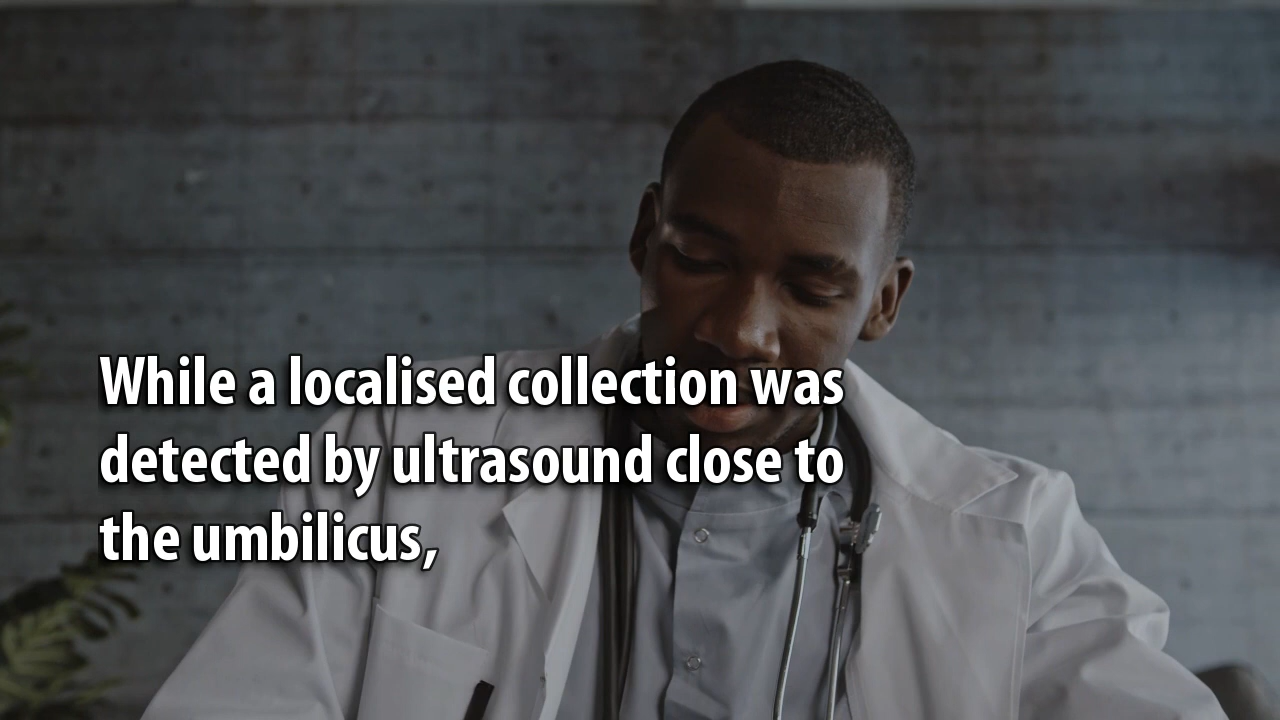 While a localised collection was
detected by ultrasound close to
the umbilicus,